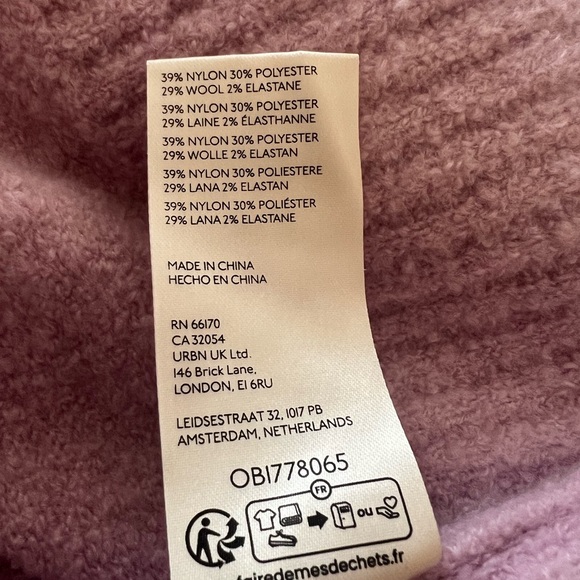 39% NYLON 30% POLYESTER
29% WOOL 2% ELASTANE
39% NYLON 30% POLYESTER
29% LAINE 2% ÉLASTHANNE
39% NYLON 30% POLYESTER
29% WOLLE 2% ELASTAN
39% NYLON 30% POLIESTERE
29% LANA 2% ELASTAN
39% NYLON 30% POLIÉSTER
29% LANA 2% ELASTANE
MADE IN CHINA
HECHO EN CHINA
RN 66170
CA 32054
URBN UK Ltd.
146 Brick Lane,
LONDON, E1 6RU
LEIDSESTRAAT 32, 1017 PB
AMSTERDAM, NETHERLANDS
OB1778065
FR
ou
fairedemesdechets.fr